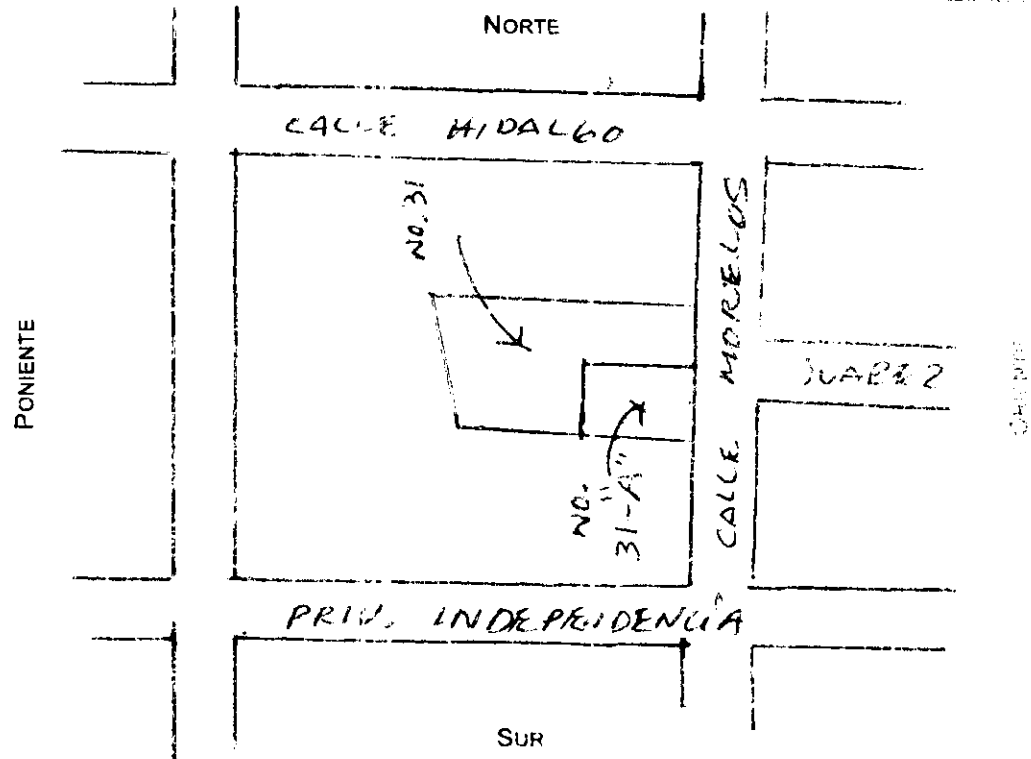 NORTE
CALLE HIDALGO
NO. 31
CALLE MORELOS
PONIENTE
JUAREZ
NO.
31-"A"
PRIV. INDEPENDENCIA
SUR